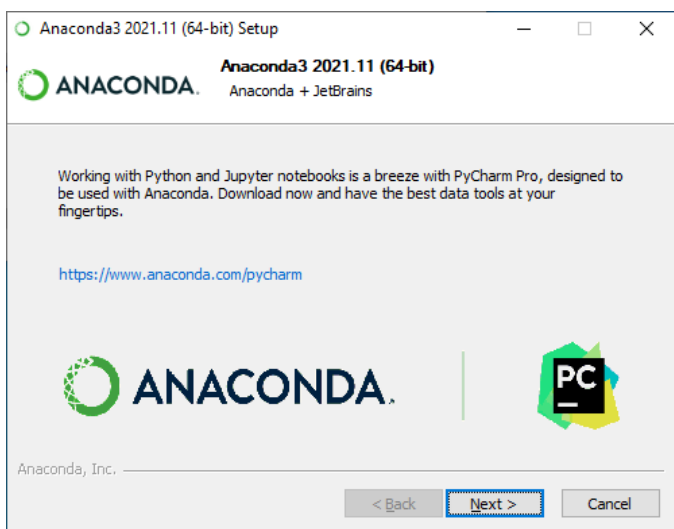 Anaconda3 2021.11 (64-bit) Setup
ANACONDA.
Anaconda3 2021.11 (64-bit)
Anaconda + JetBrains
Working with Python and Jupyter notebooks is a breeze with PyCharm Pro, designed to
be used with Anaconda. Download now and have the best data tools at your
fingertips.
https://www.anaconda.com/pycharm
ANACONDA.
PC
Anaconda, Inc.
< Back
Next >
Cancel